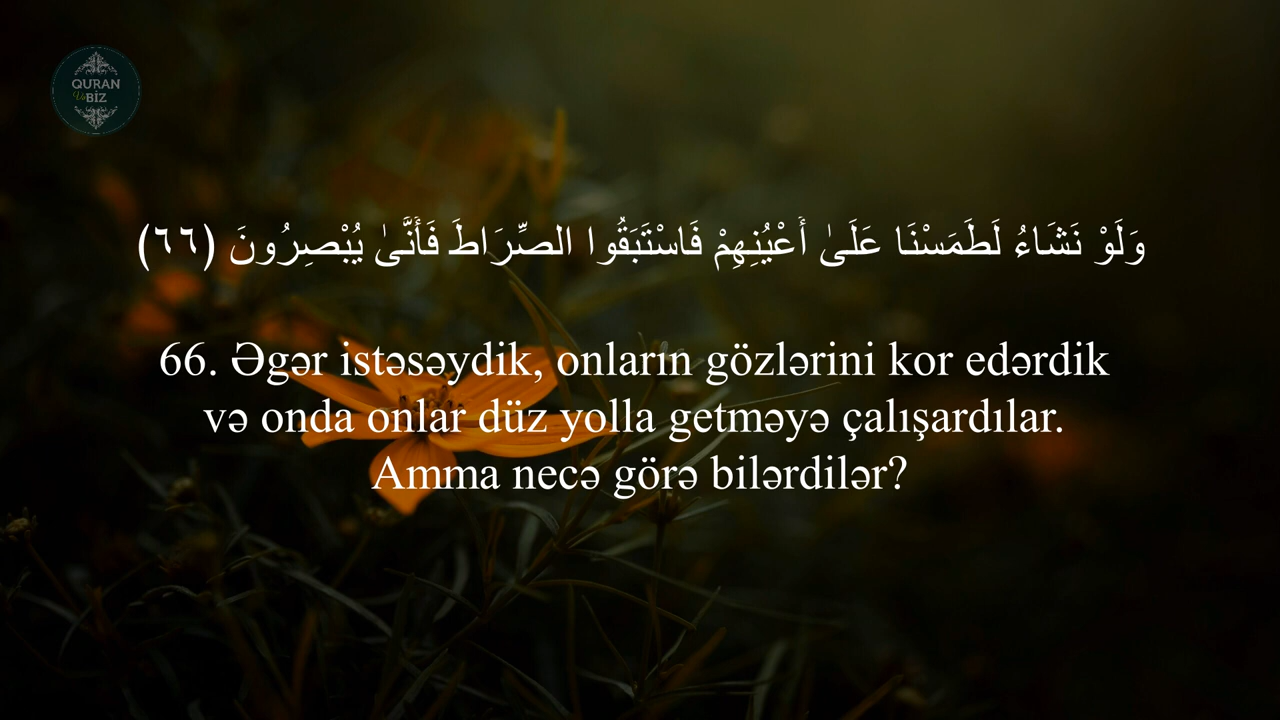 QURAN
Və
BİZ
وَلَوْ نَشَاءُ لَطَمَسْنَا عَلَىٰ أَعْيُنِهِمْ فَاسْتَبَقُوا الصِّرَاطَ فَأَنَّىٰ يُبْصِرُونَ (٦٦)
66. Əgər istəsəydik, onların gözlərini kor edərdik
və onda onlar düz yolla getməyə çalışardılar.
Amma necə görə bilərdilər?